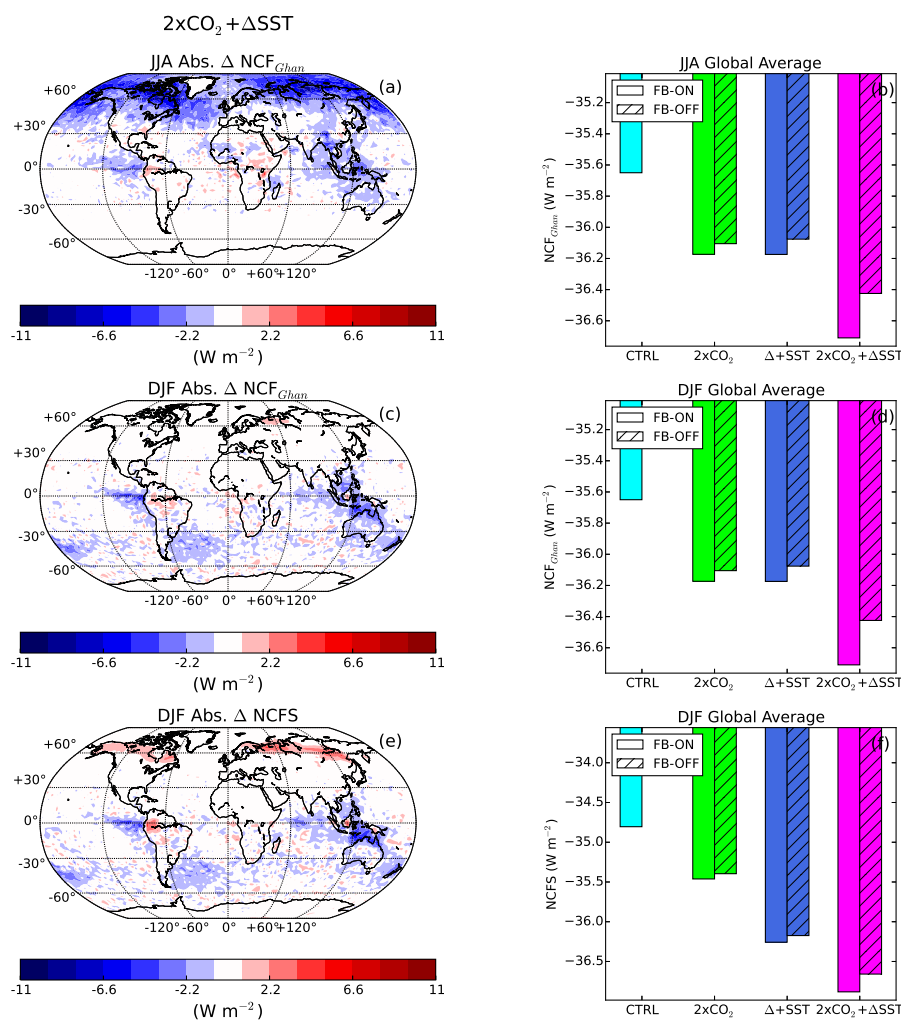 2xCO₂+ΔSST
JJA Abs. Δ NCF_Ghan
(a)
+60°
+30°
0°
-30°
-60°
-120° -60° 0° +60° +120°
-11 -6.6 -2.2 2.2 6.6 11
(W m⁻²)
JJA Global Average
(b)
FB-ON
FB-OFF
−35.2
−35.4
−35.6
−35.8
−36.0
−36.2
−36.4
−36.6
NCF_Ghan (W m⁻²)
CTRL 2xCO₂ Δ+SST 2xCO₂+ΔSST
DJF Abs. Δ NCF_Ghan
(c)
+60°
+30°
0°
-30°
-60°
-120° -60° 0° +60° +120°
-11 -6.6 -2.2 2.2 6.6 11
(W m⁻²)
DJF Global Average
(d)
FB-ON
FB-OFF
−35.2
−35.4
−35.6
−35.8
−36.0
−36.2
−36.4
−36.6
NCF_Ghan (W m⁻²)
CTRL 2xCO₂ Δ+SST 2xCO₂+ΔSST
DJF Abs. Δ NCFS
(e)
+60°
+30°
0°
-30°
-60°
-120° -60° 0° +60° +120°
-11 -6.6 -2.2 2.2 6.6 11
(W m⁻²)
DJF Global Average
(f)
FB-ON
FB-OFF
−34.0
−34.5
−35.0
−35.5
−36.0
−36.5
NCFS (W m⁻²)
CTRL 2xCO₂ Δ+SST 2xCO₂+ΔSST